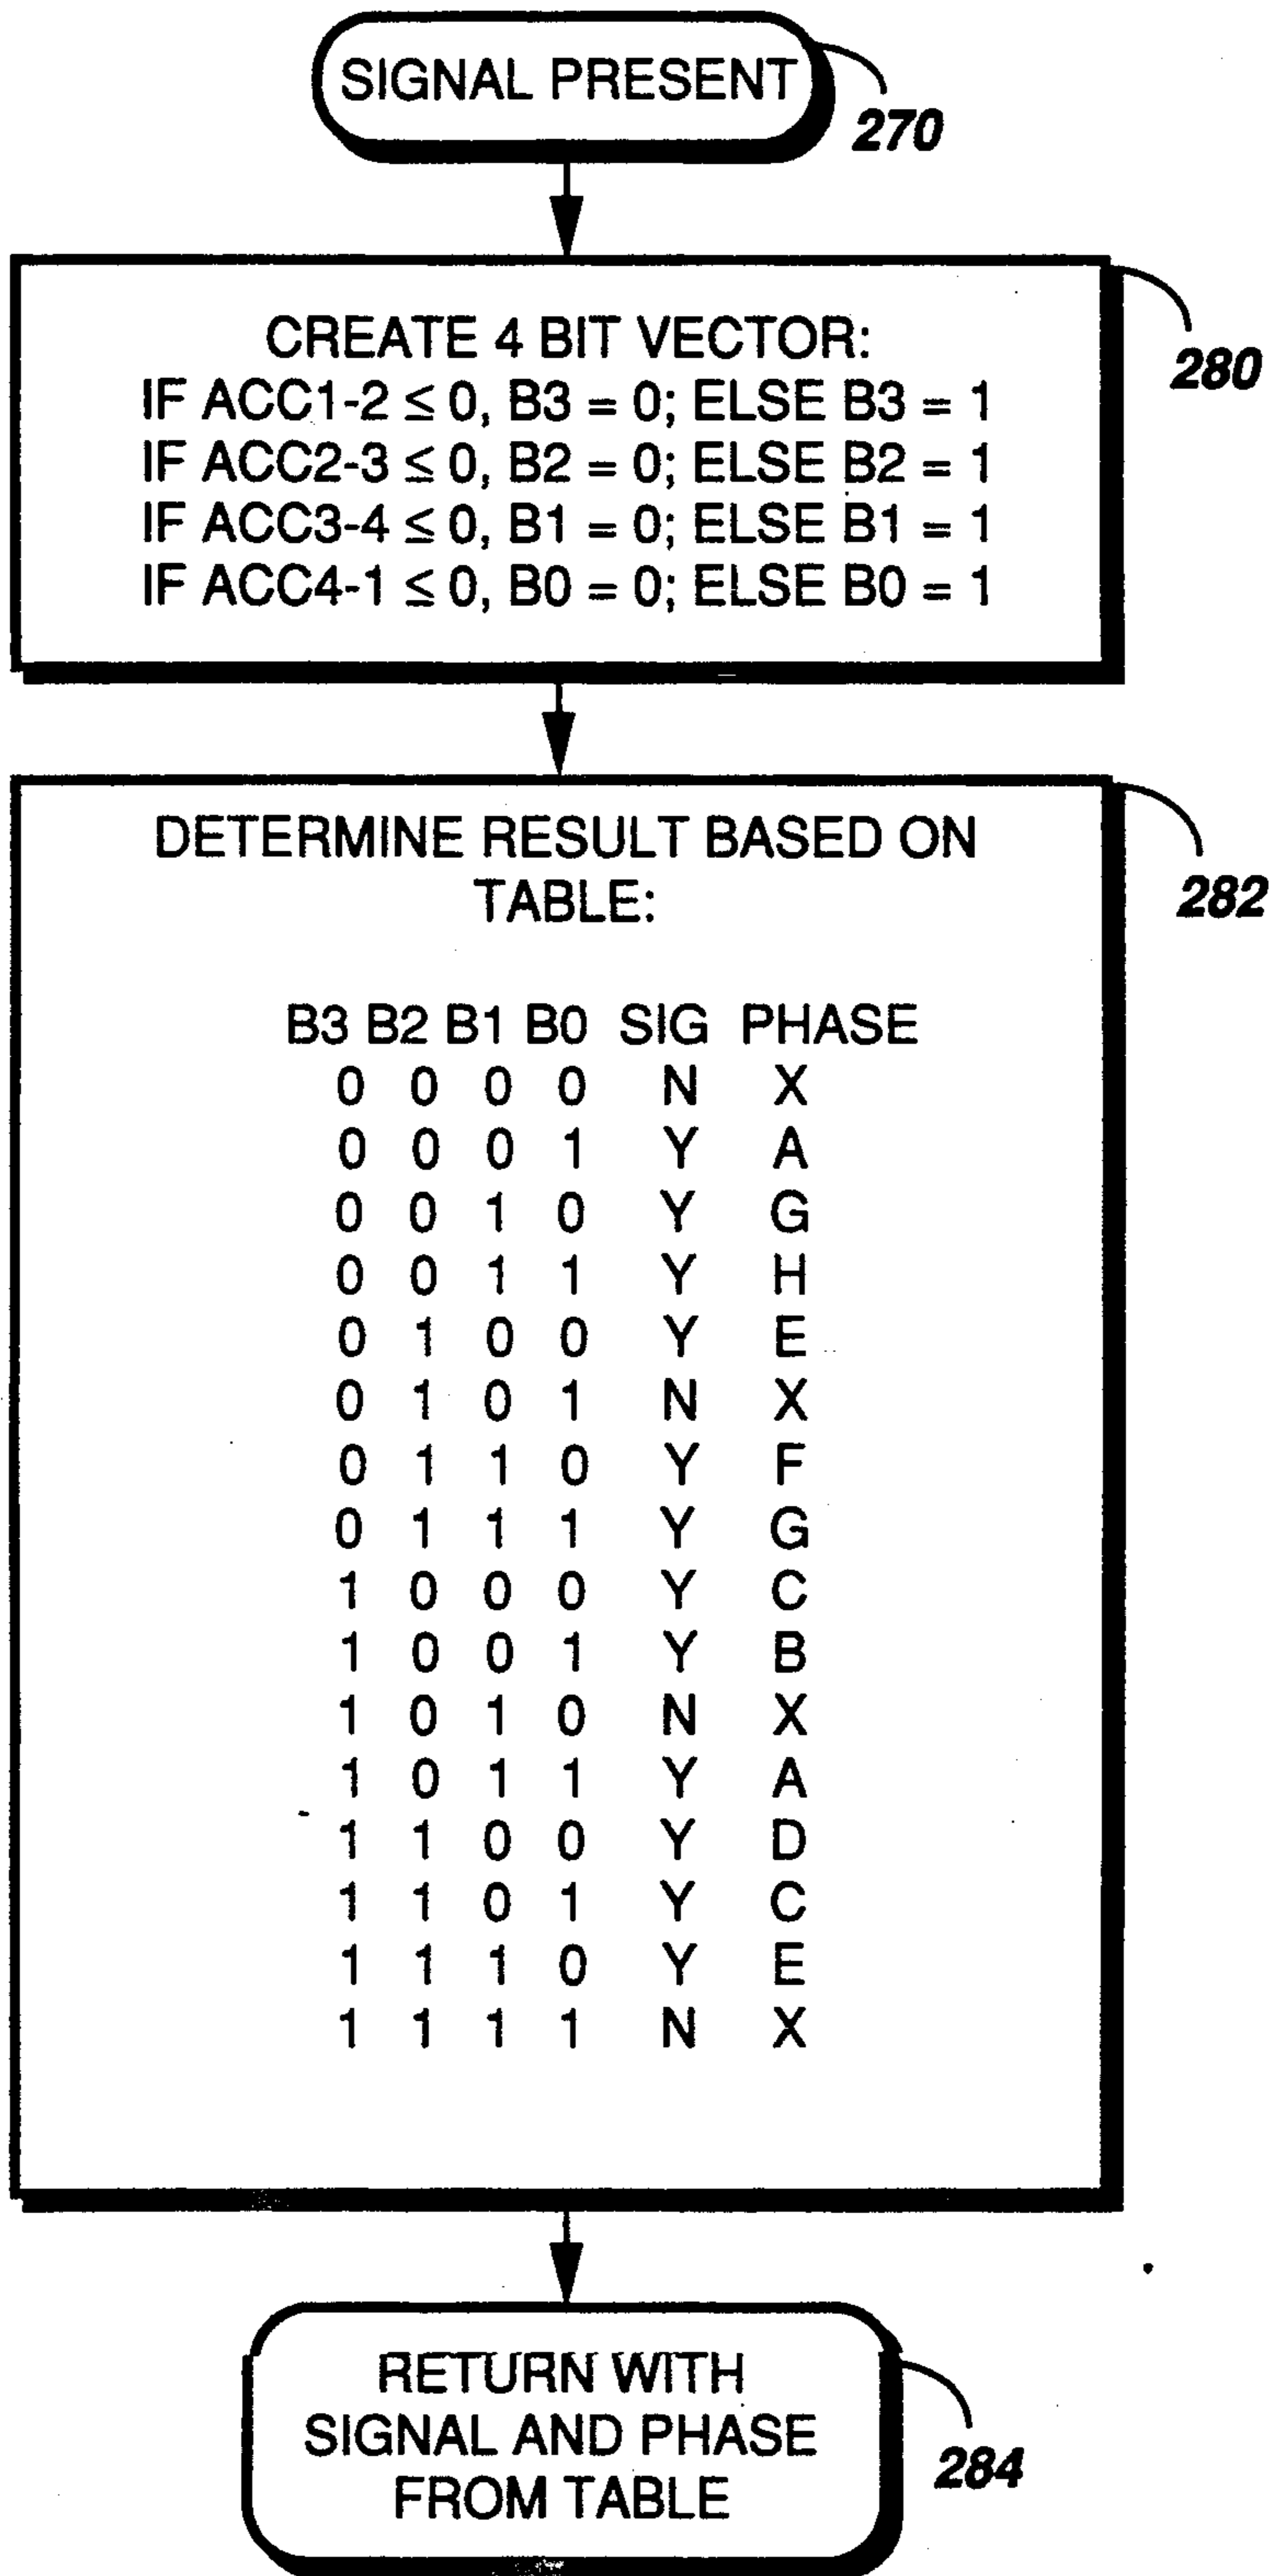 SIGNAL PRESENT
270
CREATE 4 BIT VECTOR:
IF ACC1-2 ≤ 0, B3 = 0; ELSE B3 = 1
IF ACC2-3 ≤ 0, B2 = 0; ELSE B2 = 1
IF ACC3-4 ≤ 0, B1 = 0; ELSE B1 = 1
IF ACC4-1 ≤ 0, B0 = 0; ELSE B0 = 1
280
DETERMINE RESULT BASED ON
TABLE:
282
B3 B2 B1 B0 SIG PHASE
0 0 0 0 N X
0 0 0 1 Y A
0 0 1 0 Y G
0 0 1 1 Y H
0 1 0 0 Y E
0 1 0 1 N X
0 1 1 0 Y F
0 1 1 1 Y G
1 0 0 0 Y C
1 0 0 1 Y B
1 0 1 0 N X
1 0 1 1 Y A
1 1 0 0 Y D
1 1 0 1 Y C
1 1 1 0 Y E
1 1 1 1 N X
RETURN WITH
SIGNAL AND PHASE
FROM TABLE
284